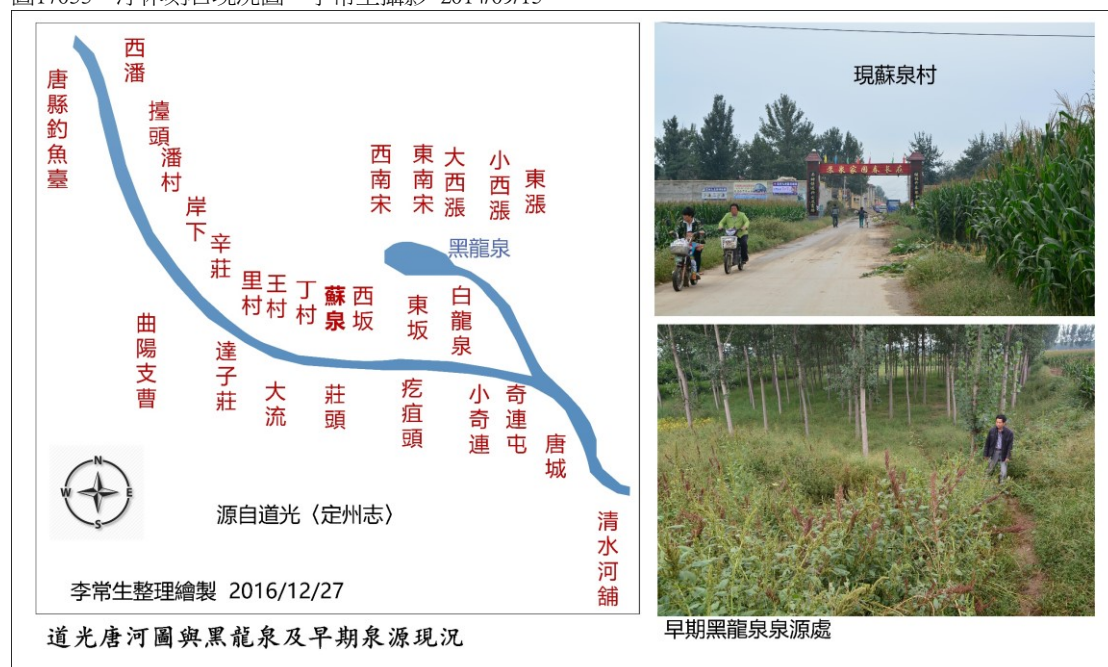 西潘
唐縣釣魚臺
擡頭
潘村
岸下
辛莊
里村
王村
丁村
蘇泉
西坂
西南宋
東南宋
大西漲
小西漲
東漲
黑龍泉
東坂
白龍泉
曲陽支曹
達子莊
大流
莊頭
疙疽頭
小奇連
奇連屯
唐城
清水河舖
N
W
E
S
源自道光〈定州志〉
李常生整理繪製 2016/12/27
道光唐河圖與黑龍泉及早期泉源現況
現蘇泉村
早期黑龍泉泉源處